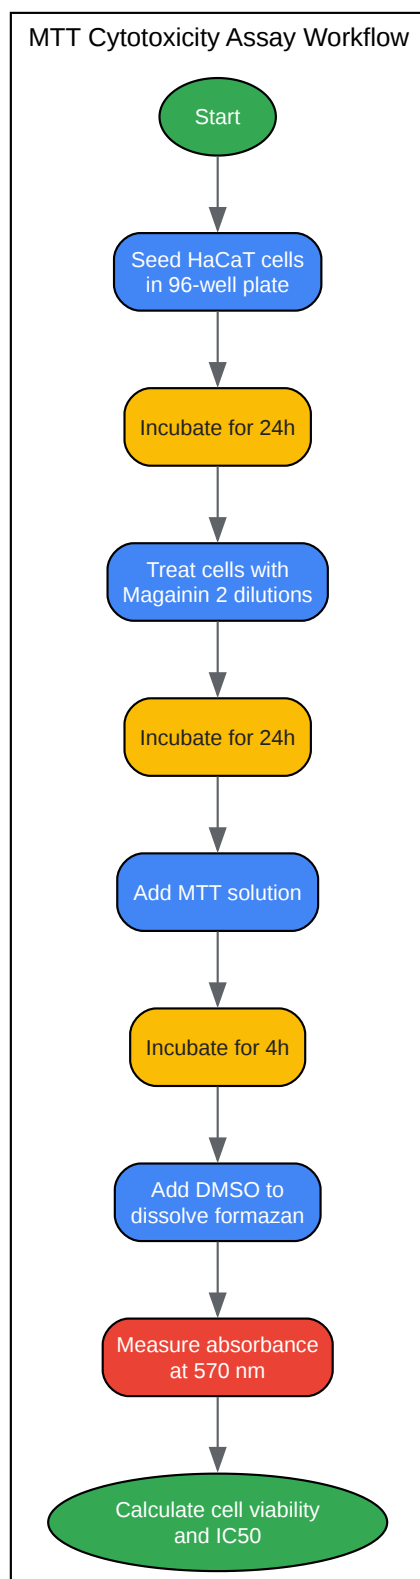 MTT Cytotoxicity Assay Workflow
Start
Seed HaCaT cells
in 96-well plate
Incubate for 24h
Treat cells with
Magainin 2 dilutions
Incubate for 24h
Add MTT solution
Incubate for 4h
Add DMSO to
dissolve formazan
Measure absorbance
at 570 nm
Calculate cell viability
and IC50